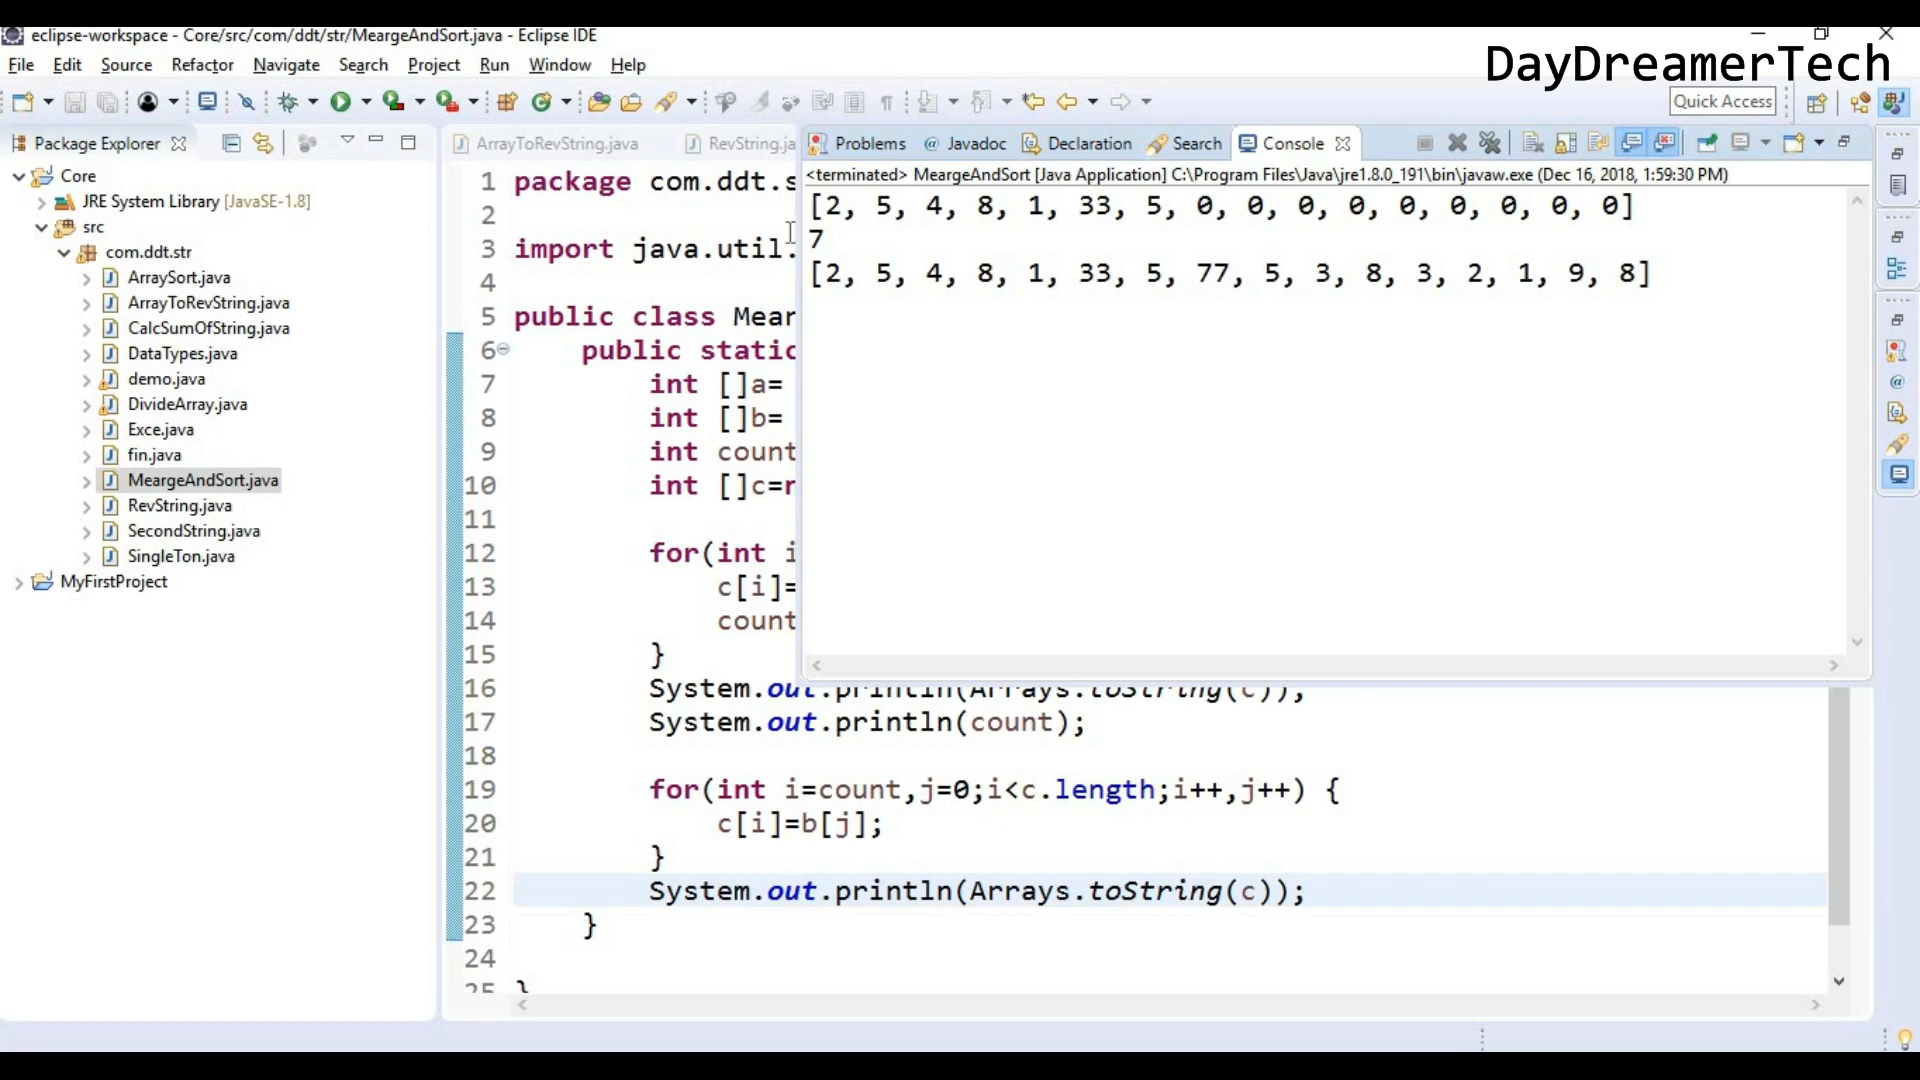 eclipse-workspace - Core/src/com/ddt/str/MeargeAndSort.java - Eclipse IDE
DayDreamerTech
File Edit Source Refactor Navigate Search Project Run Window Help
Quick Access
Package Explorer
Core
JRE System Library [JavaSE-1.8]
src
com.ddt.str
ArraySort.java
ArrayToRevString.java
CalcSumOfString.java
DataTypes.java
demo.java
DivideArray.java
Exce.java
fin.java
MeargeAndSort.java
RevString.java
SecondString.java
SingleTon.java
MyFirstProject
ArrayToRevString.java RevString.ja
Problems @ Javadoc Declaration Search Console
<terminated> MeargeAndSort [Java Application] C:\Program Files\Java\jre1.8.0_191\bin\javaw.exe (Dec 16, 2018, 1:59:30 PM)
[2, 5, 4, 8, 1, 33, 5, 0, 0, 0, 0, 0, 0, 0, 0, 0]
7
[2, 5, 4, 8, 1, 33, 5, 77, 5, 3, 8, 3, 2, 1, 9, 8]
1 package com.ddt.s
2
3 import java.util.
4
5 public class Mear
6 public static
7 int []a=
8 int []b=
9 int count
10 int []c=n
11
12 for(int i
13 c[i]=
14 count
15 }
16 System.out.println(Arrays.toString(c));
17 System.out.println(count);
18
19 for(int i=count,j=0;i<c.length;i++,j++) {
20 c[i]=b[j];
21 }
22 System.out.println(Arrays.toString(c));
23 }
24
25 }